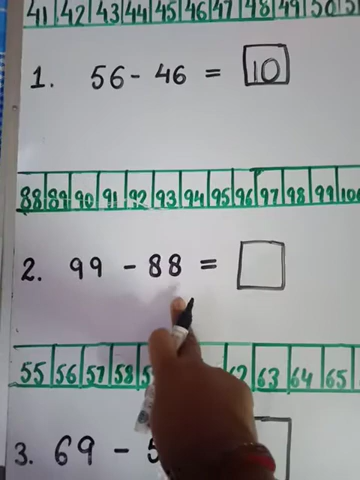 41 42 43 44 45 46 47 48 49 50
1. 56 - 46 = 10
88 89 90 91 92 93 94 95 96 97 98 99 100
2. 99 - 88 =
55 56 57 58 63 64 65
3. 69 - 5